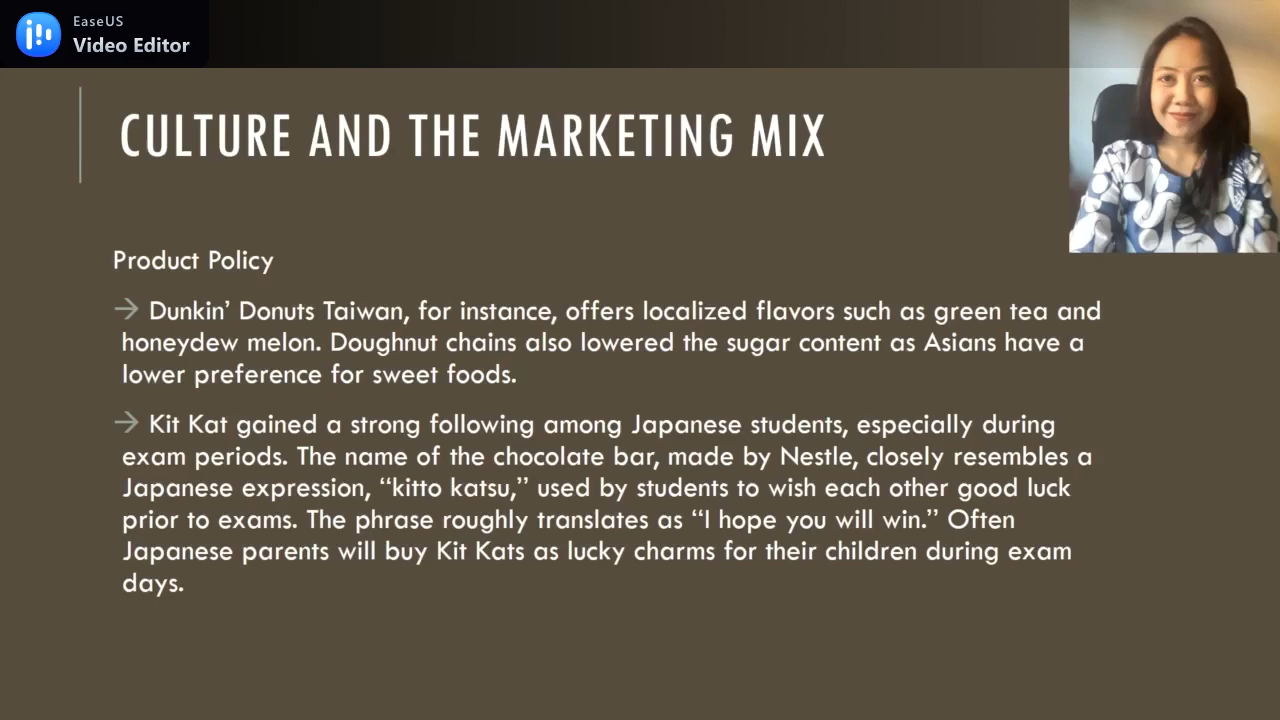 EaseUS
Video Editor
CULTURE AND THE MARKETING MIX
Product Policy
→ Dunkin’ Donuts Taiwan, for instance, offers localized flavors such as green tea and
honeydew melon. Doughnut chains also lowered the sugar content as Asians have a
lower preference for sweet foods.
→ Kit Kat gained a strong following among Japanese students, especially during
exam periods. The name of the chocolate bar, made by Nestle, closely resembles a
Japanese expression, “kitto katsu,” used by students to wish each other good luck
prior to exams. The phrase roughly translates as “I hope you will win.” Often
Japanese parents will buy Kit Kats as lucky charms for their children during exam
days.